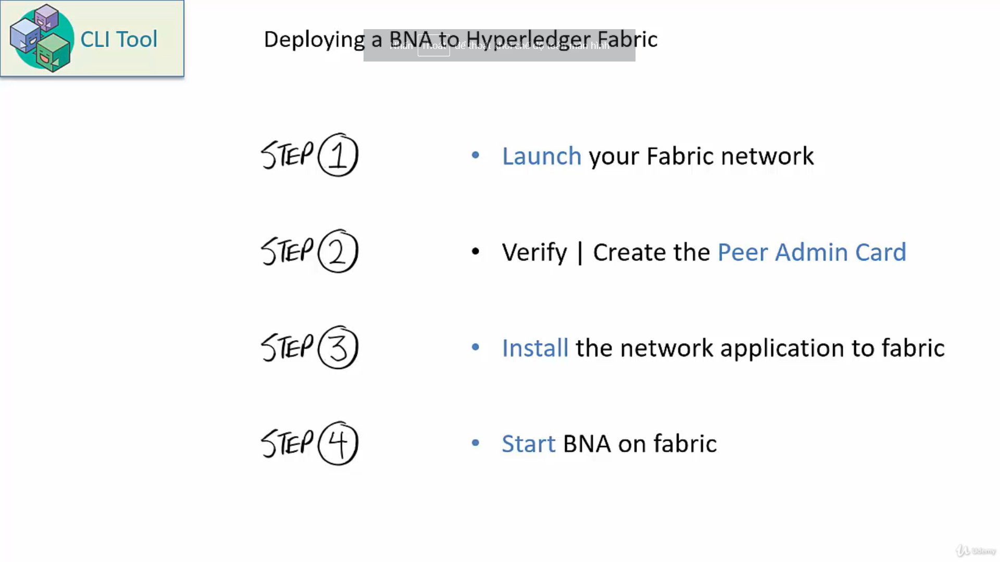 CLI Tool
Deploying a BNA to Hyperledger Fabric
Nhấn Thoát để thoát khỏi chế độ toàn màn hình
STEP 1
• Launch your Fabric network
STEP 2
• Verify | Create the Peer Admin Card
STEP 3
• Install the network application to fabric
STEP 4
• Start BNA on fabric
Udemy